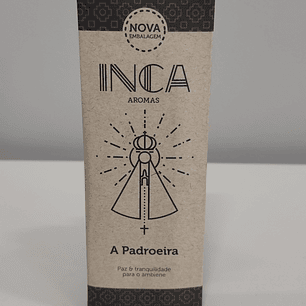 NOVA
EMBALAGEM
INCA
AROMAS
A Padroeira
Paz & tranquilidade
para o ambiente